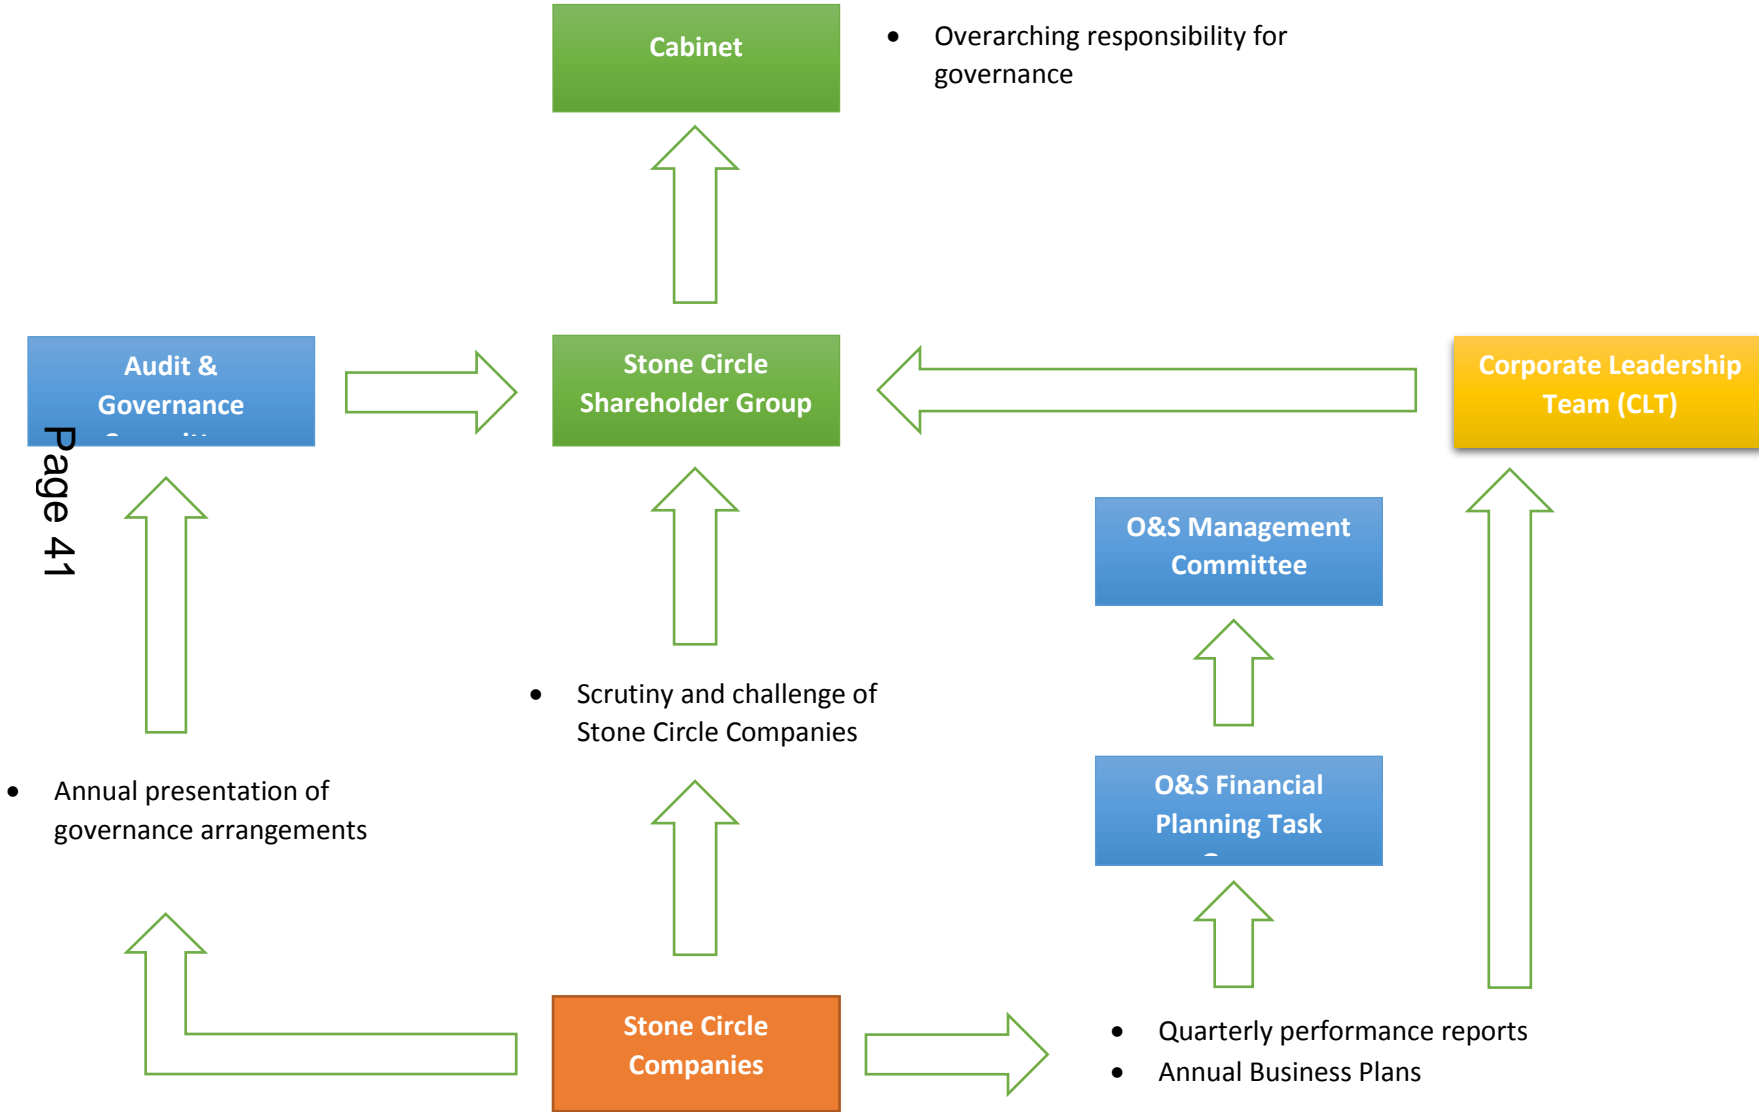 Cabinet
• Overarching responsibility for
governance
Audit &
Governance
Stone Circle
Shareholder Group
Corporate Leadership
Team (CLT)
Page 41
O&S Management
Committee
• Scrutiny and challenge of
Stone Circle Companies
O&S Financial
Planning Task
• Annual presentation of
governance arrangements
Stone Circle
Companies
• Quarterly performance reports
• Annual Business Plans